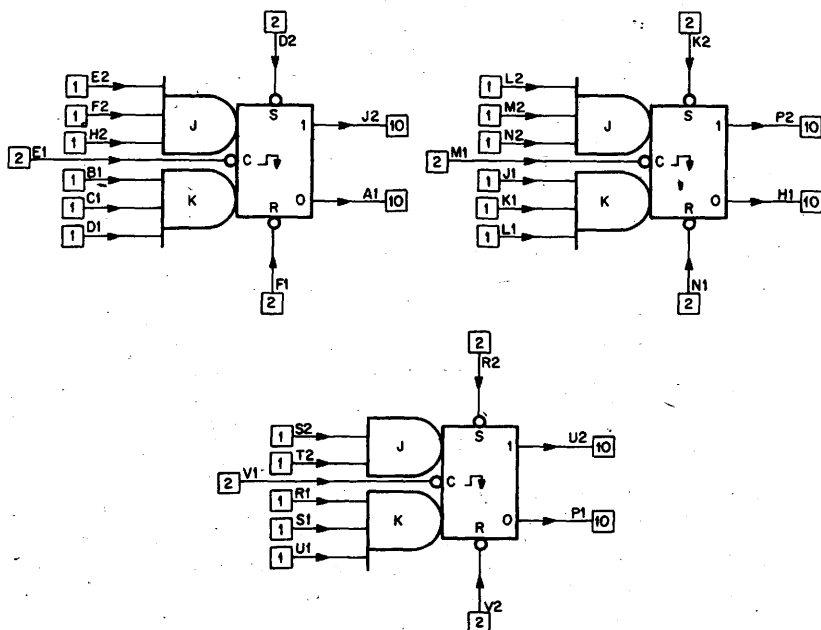 2
D2
1 E2
1 F2
1 H2
J
S
1
J2 10
2 E1
C
1 B1
1 C1
1 D1
K
R
0
A1 10
F1
2
2
K2
1 L2
1 M2
1 N2
J
S
1
P2 10
2 M1
C
1 J1
1 K1
1 L1
K
R
0
H1 10
N1
2
2
R2
1 S2
1 T2
J
S
1
U2 10
2 V1
C
1 R1
1 S1
1 U1
K
R
0
P1 10
V2
2